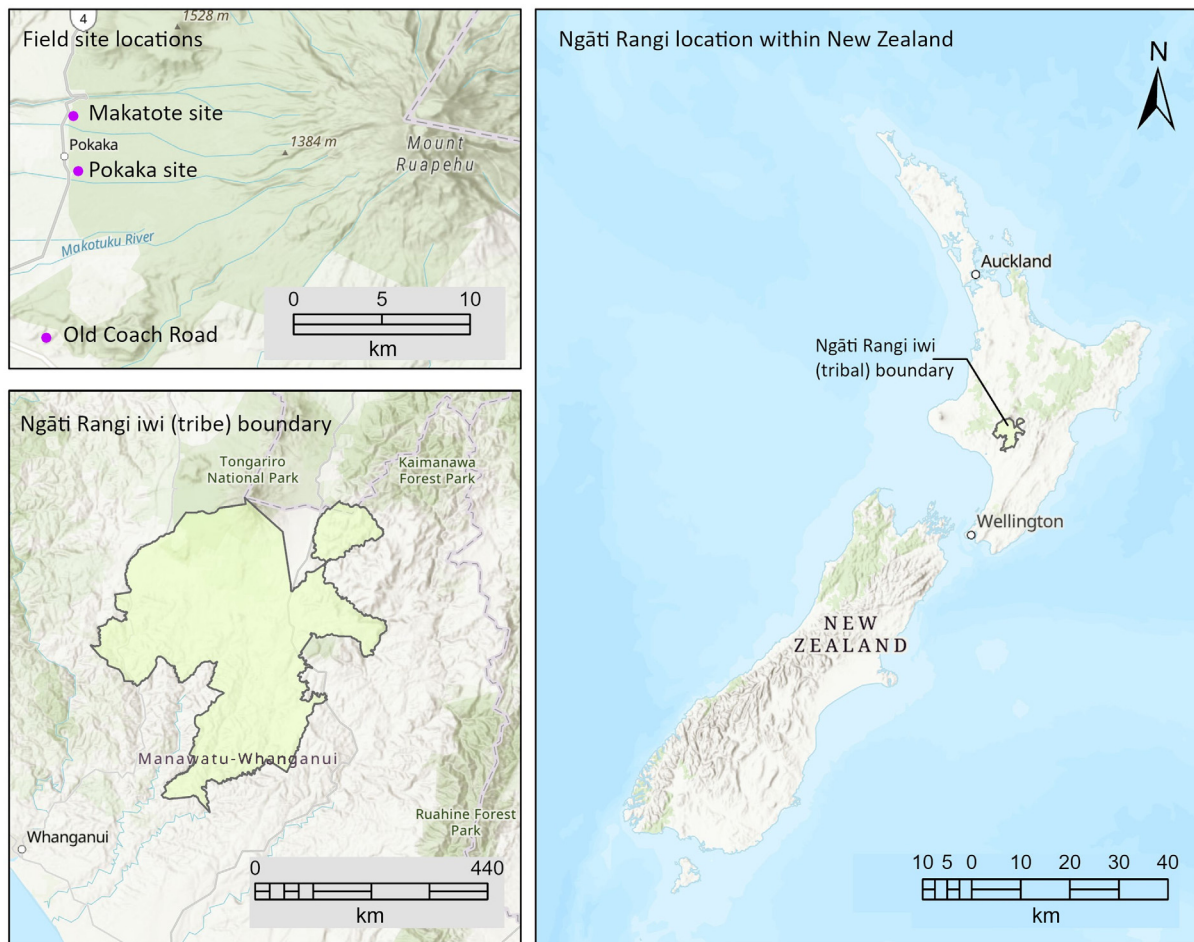 4
1528 m
Field site locations
Makatote site
Pokaka
1384 m
Mount
Ruapehu
Pokaka site
Makotuku River
0 5 10
km
Old Coach Road
Ngāti Rangi iwi (tribe) boundary
Tongariro
National Park
Kaimanawa
Forest Park
Manawatu-Whanganui
Ruahine Forest
Park
Whanganui
0 440
km
Ngāti Rangi location within New Zealand
N
Auckland
Ngāti Rangi iwi
(tribal) boundary
Wellington
NEW
ZEALAND
10 5 0 10 20 30 40
km